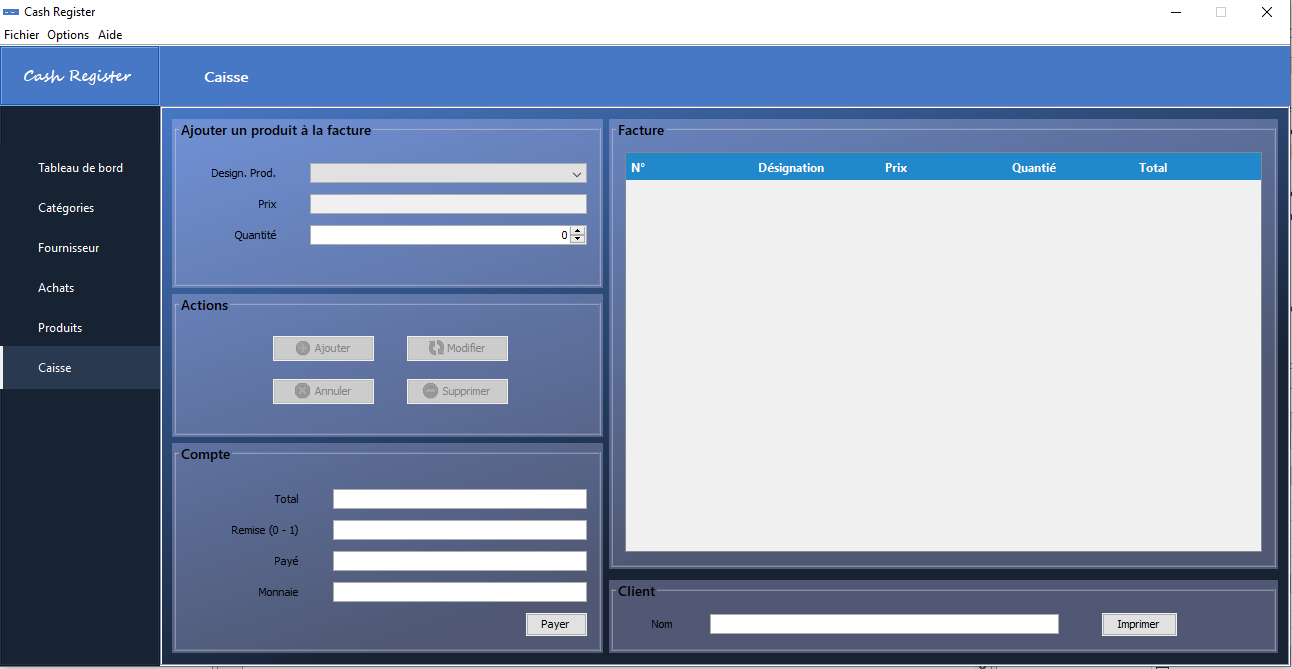 Cash Register
Fichier Options Aide
Cash Register
Caisse
Tableau de bord
Catégories
Fournisseur
Achats
Produits
Caisse
Ajouter un produit à la facture
Design. Prod.
Prix
Quantité 0
Actions
Ajouter Modifier
Annuler Supprimer
Compte
Total
Remise (0 - 1)
Payé
Monnaie
Payer
Facture
N° Désignation Prix Quantié Total
Client
Nom Imprimer